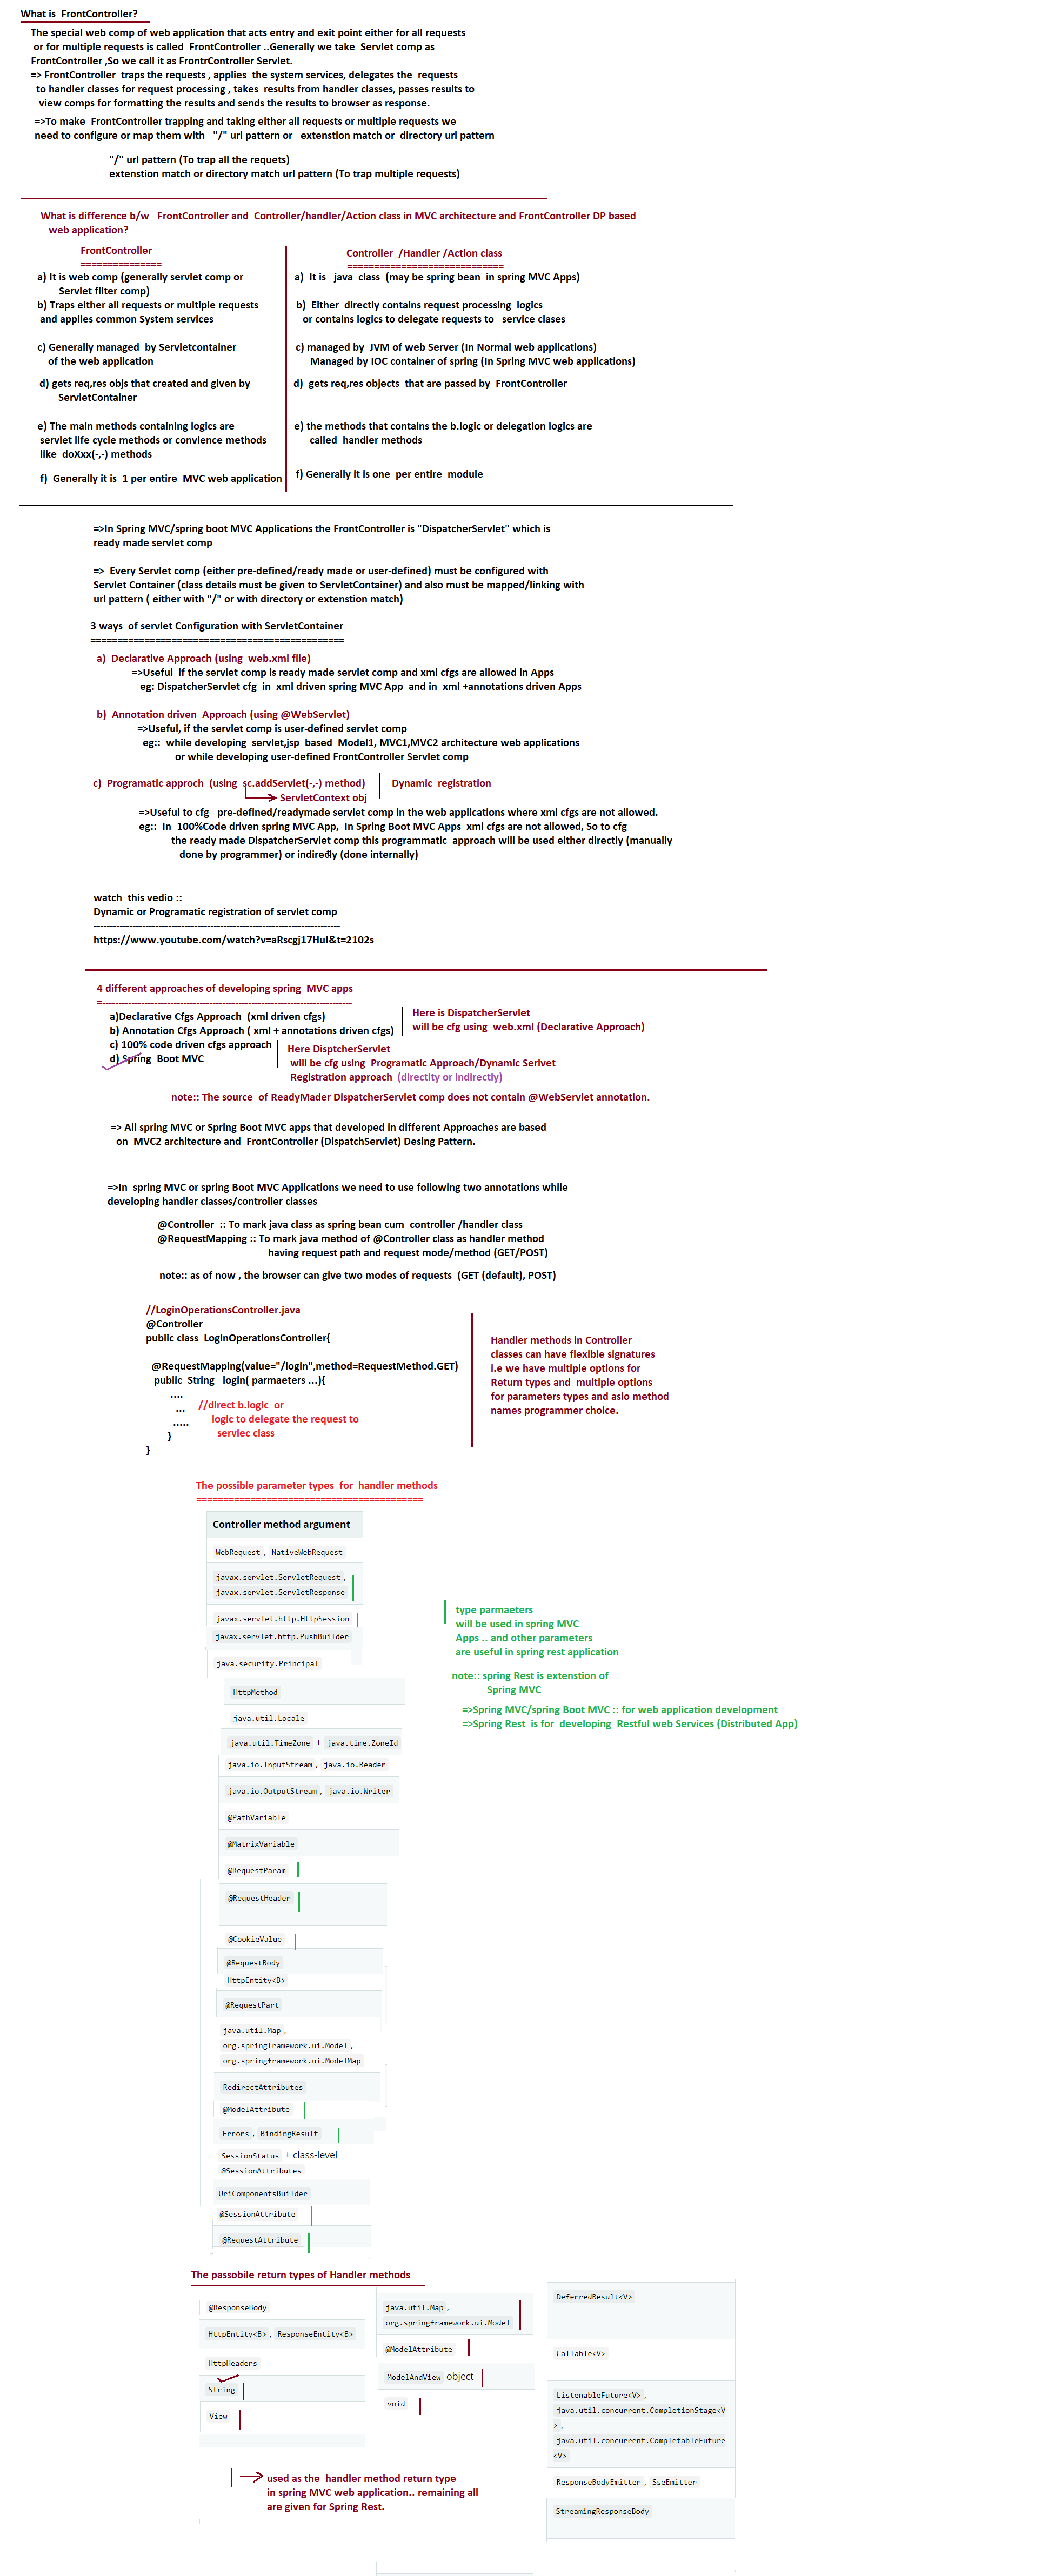 What is  FrontController?
The special web comp of web application that acts entry and exit point either for all requests
or for multiple requests is called  FrontController ..Generally we take  Servlet comp as
FrontController ,So we call it as FrontrController Servlet.
=> FrontController  traps the requests , applies  the system services, delegates the  requests
to handler classes for request processing , takes  results from handler classes, passes results to
view comps for formatting the results and sends the results to browser as response.
=>To make  FrontController trapping and taking either all requests or multiple requests we
need to configure or map them with   "/" url pattern or   extenstion match or  directory url pattern
"/" url pattern (To trap all the requets)
extenstion match or directory match url pattern (To trap multiple requests)
What is difference b/w   FrontController and  Controller/handler/Action class in MVC architecture and FrontController DP based
web application?
FrontController
===============
a) It is web comp (generally servlet comp or
Servlet filter comp)
b) Traps either all requests or multiple requests
and applies common System services
c) Generally managed  by Servletcontainer
of the web application
d) gets req,res objs that created and given by
ServletContainer
e) The main methods containing logics are
servlet life cycle methods or convience methods
like  doXxx(-,-) methods
f)  Generally it is  1 per entire  MVC web application
Controller  /Handler /Action class
=============================
a)  It is   java  class  (may be spring bean  in spring MVC Apps)
b)  Either  directly contains request processing  logics
or contains logics to delegate requests to   service clases
c) managed by  JVM of web Server (In Normal web applications)
Managed by IOC container of spring (In Spring MVC web applications)
d)  gets req,res objects  that are passed by  FrontController
e) the methods that contains the b.logic or delegation logics are
called  handler methods
f) Generally it is one  per entire  module
=>In Spring MVC/spring boot MVC Applications the FrontController is "DispatcherServlet" which is
ready made servlet comp
=>  Every Servlet comp (either pre-defined/ready made or user-defined) must be configured with
Servlet Container (class details must be given to ServletContainer) and also must be mapped/linking with
url pattern ( either with "/" or with directory or extenstion match)
3 ways  of servlet Configuration with ServletContainer
===============================================
a)  Declarative Approach (using  web.xml file)
=>Useful  if the servlet comp is ready made servlet comp and xml cfgs are allowed in Apps
eg: DispatcherServlet cfg  in  xml driven spring MVC App  and in  xml +annotations driven Apps
b)  Annotation driven  Approach (using @WebServlet)
=>Useful, if the servlet comp is user-defined servlet comp
eg::  while developing  servlet,jsp  based  Model1, MVC1,MVC2 architecture web applications
or while developing user-defined FrontController Servlet comp
c)  Programatic approch  (using  sc.addServlet(-,-) method)
Dynamic  registration
ServletContext obj
=>Useful to cfg   pre-defined/readymade servlet comp in the web applications where xml cfgs are not allowed.
eg::  In  100%Code driven spring MVC App,  In Spring Boot MVC Apps  xml cfgs are not allowed, So to cfg
the ready made DispatcherServlet comp this programmatic  approach will be used either directly (manually
done by programmer) or indiredly (done internally)
watch  this vedio ::
Dynamic or Programatic registration of servlet comp
----------------------------------------------------------------------------
https://www.youtube.com/watch?v=aRscgj17HuI&t=2102s
4 different approaches of developing spring  MVC apps
=-----------------------------------------------------------------------------
a)Declarative Cfgs Approach  (xml driven cfgs)
b) Annotation Cfgs Approach ( xml + annotations driven cfgs)
c) 100% code driven cfgs approach
d) Spring  Boot MVC
Here is DispatcherServlet
will be cfg using  web.xml (Declarative Approach)
Here DisptcherServlet
will be cfg using  Programatic Approach/Dynamic Serlvet
Registration approach  (directlty or indirectly)
note:: The source  of ReadyMader DispatcherServlet comp does not contain @WebServlet annotation.
=> All spring MVC or Spring Boot MVC apps that developed in different Approaches are based
on  MVC2 architecture and  FrontController (DispatchServlet) Desing Pattern.
=>In  spring MVC or spring Boot MVC Applications we need to use following two annotations while
developing handler classes/controller classes
@Controller  :: To mark java class as spring bean cum  controller /handler class
@RequestMapping :: To mark java method of @Controller class as handler method
having request path and request mode/method (GET/POST)
note:: as of now , the browser can give two modes of requests  (GET (default), POST)
//LoginOperationsController.java
@Controller
public class  LoginOperationsController{
@RequestMapping(value="/login",method=RequestMethod.GET)
public  String   login( parmaeters ...){
....
...
.....
//direct b.logic  or
logic to delegate the request to
serviec class
}
}
Handler methods in Controller
classes can have flexible signatures
i.e we have multiple options for
Return types and  multiple options
for parameters types and aslo method
names programmer choice.
The possible parameter types  for  handler methods
==========================================
Controller method argument
WebRequest , NativeWebRequest
javax.servlet.ServletRequest ,
javax.servlet.ServletResponse
javax.servlet.http.HttpSession
javax.servlet.http.PushBuilder
java.security.Principal
HttpMethod
java.util.Locale
java.util.TimeZone + java.time.ZoneId
java.io.InputStream , java.io.Reader
java.io.OutputStream , java.io.Writer
@PathVariable
@MatrixVariable
@RequestParam
@RequestHeader
@CookieValue
@RequestBody
HttpEntity<B>
@RequestPart
java.util.Map ,
org.springframework.ui.Model ,
org.springframework.ui.ModelMap
RedirectAttributes
@ModelAttribute
Errors , BindingResult
SessionStatus + class-level
@SessionAttributes
UriComponentsBuilder
@SessionAttribute
@RequestAttribute
type parmaeters
will be used in spring MVC
Apps .. and other parameters
are useful in spring rest application
note:: spring Rest is extenstion of
Spring MVC
=>Spring MVC/spring Boot MVC :: for web application development
=>Spring Rest  is for  developing  Restful web Services (Distributed App)
The passobile return types of Handler methods
@ResponseBody
HttpEntity<B> , ResponseEntity<B>
HttpHeaders
String
View
java.util.Map ,
org.springframework.ui.Model
@ModelAttribute
ModelAndView object
void
DeferredResult<V>
Callable<V>
ListenableFuture<V> ,
java.util.concurrent.CompletionStage<V
> ,
java.util.concurrent.CompletableFuture
<V>
ResponseBodyEmitter , SseEmitter
StreamingResponseBody
used as the  handler method return type
in spring MVC web application.. remaining all
are given for Spring Rest.